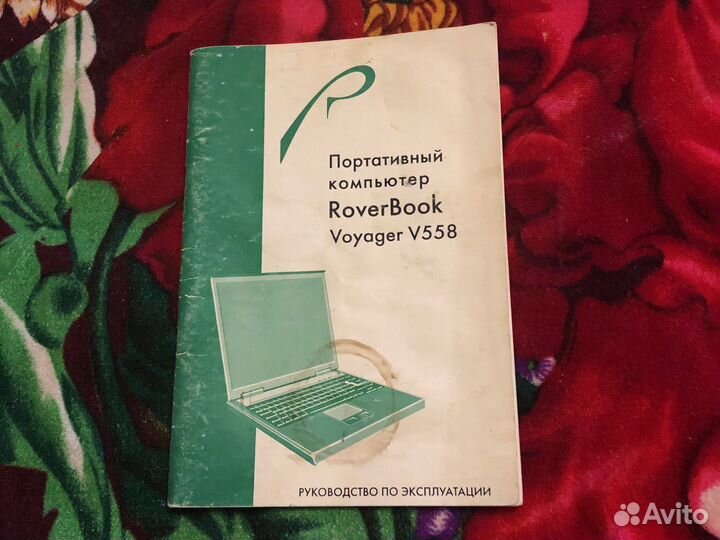 Портативный
компьютер
RoverBook
Voyager V558
РУКОВОДСТВО ПО ЭКСПЛУАТАЦИИ
Avito